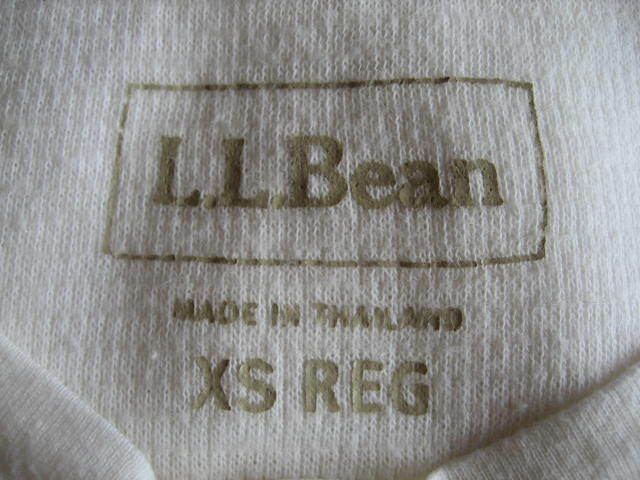 L.L.Bean
MADE IN THAILAND
XS REG